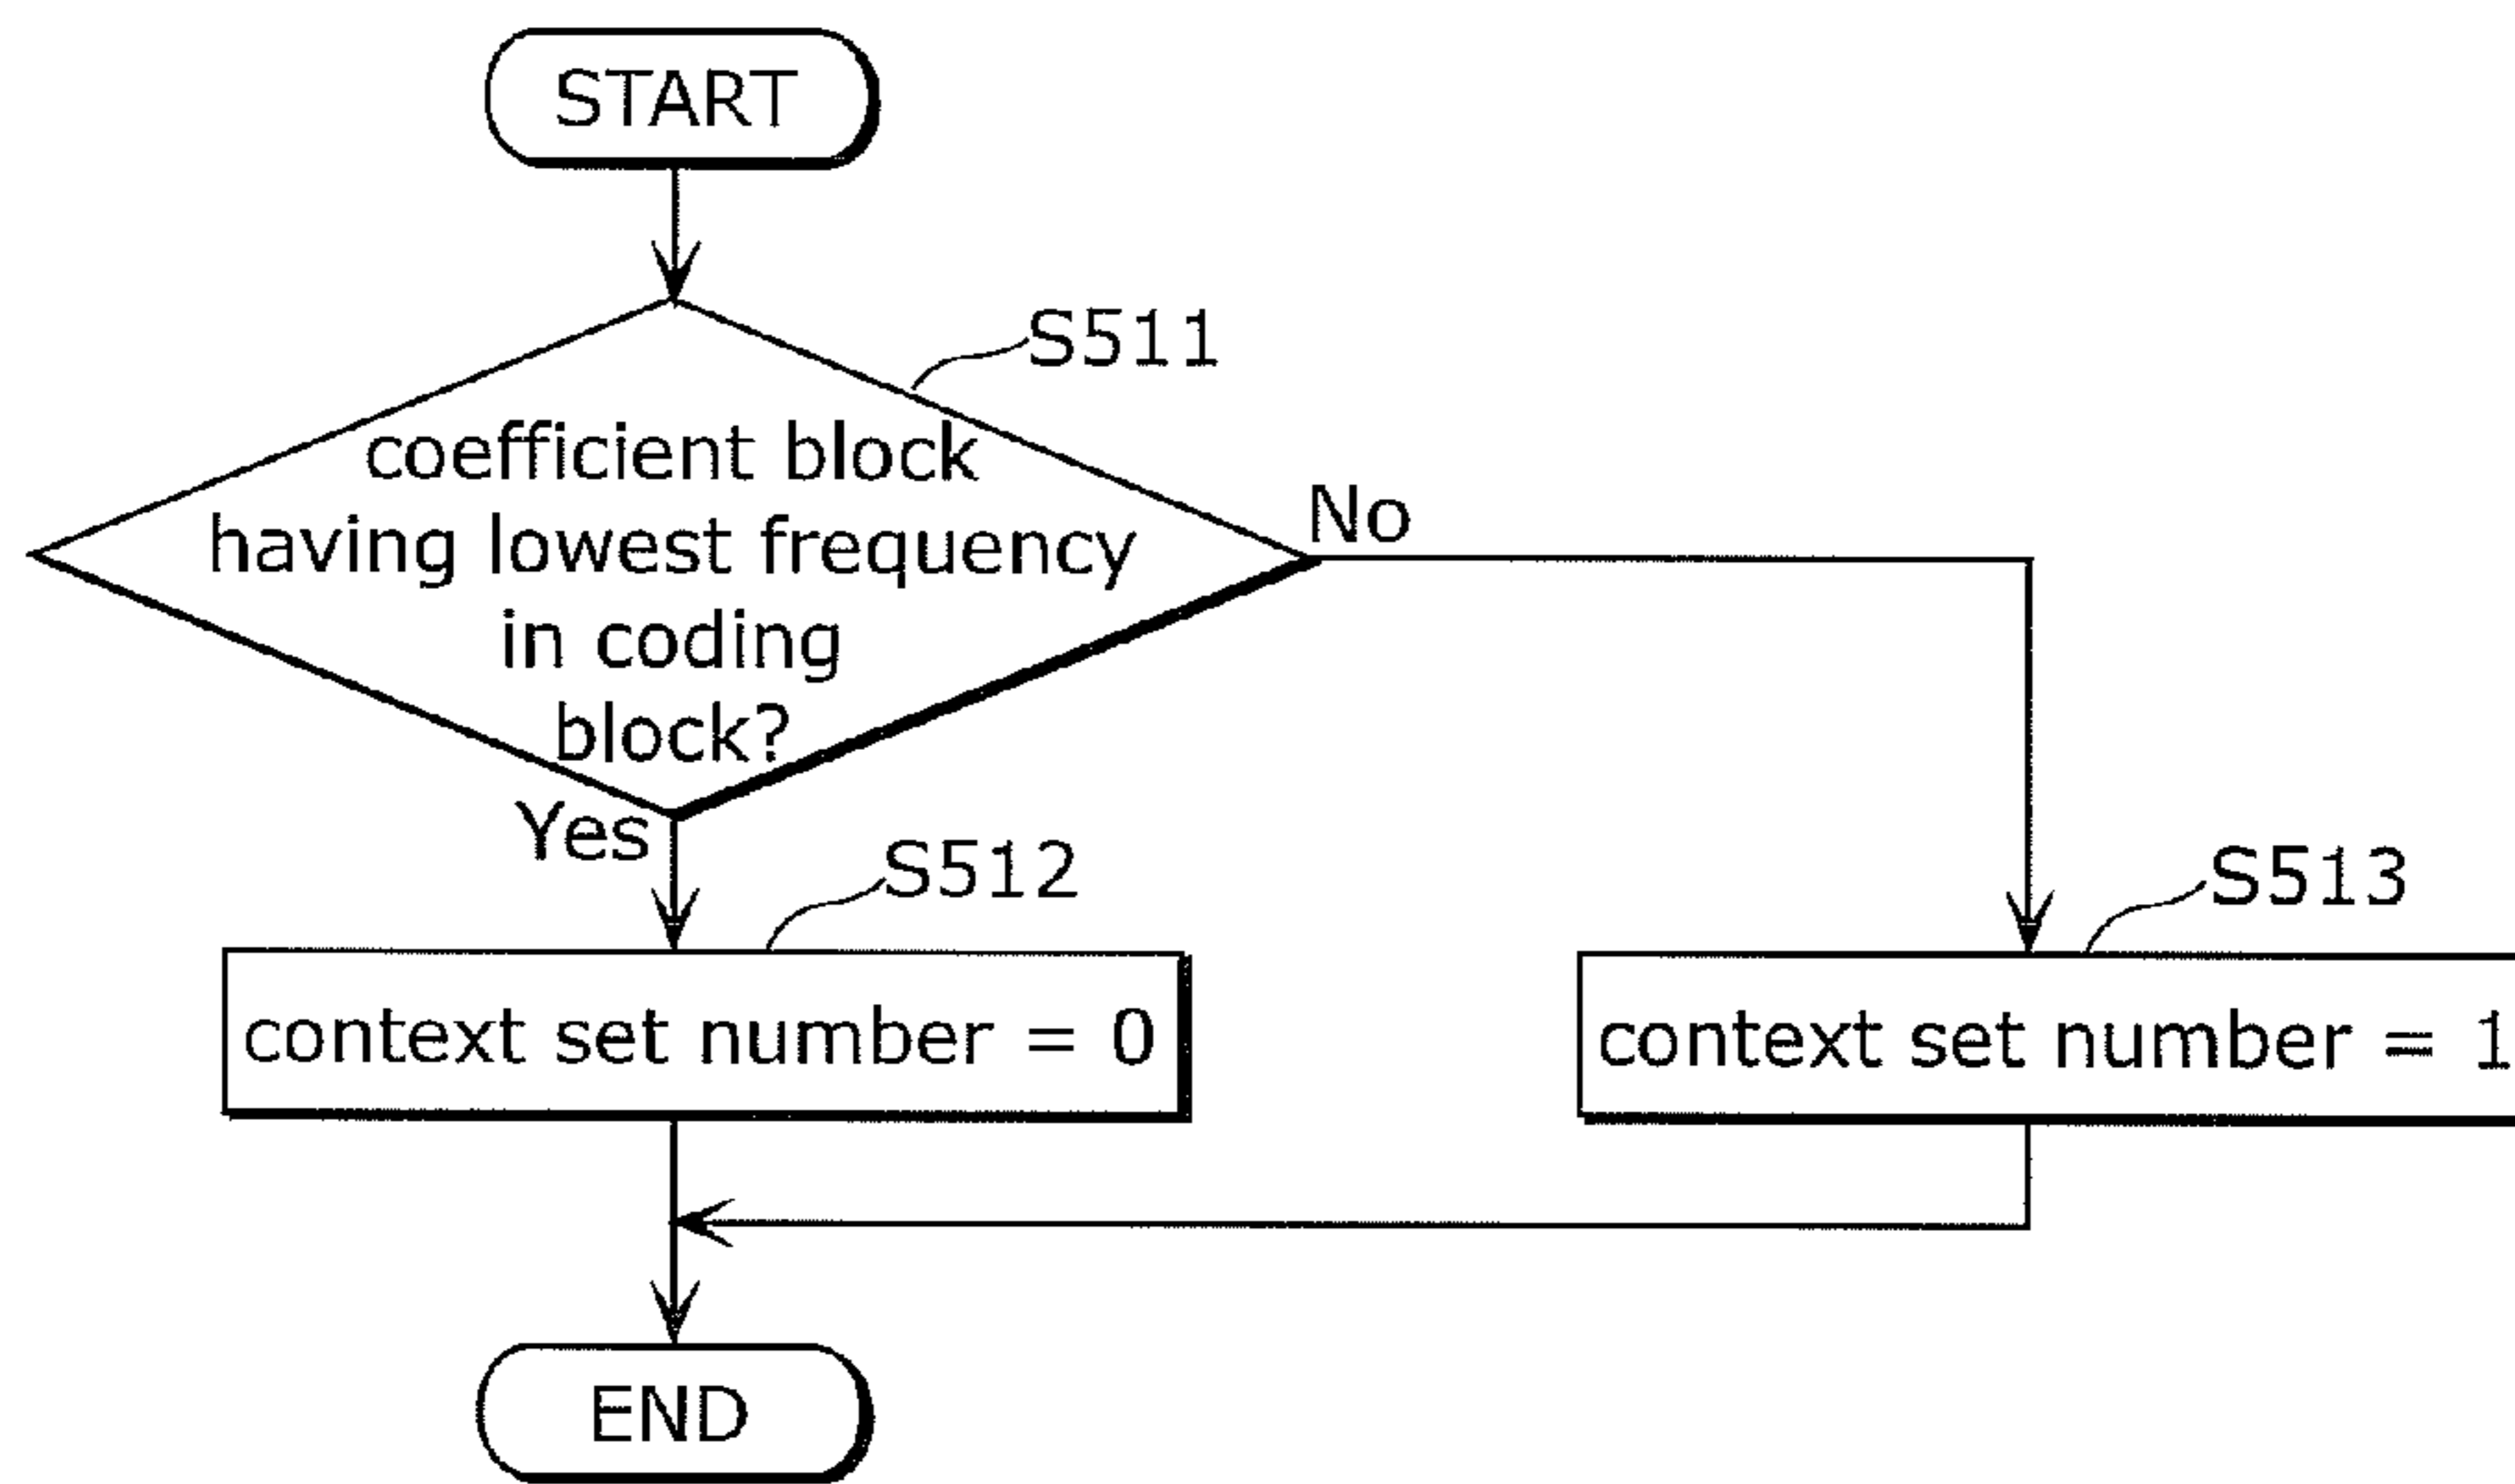 START
S511
coefficient block
having lowest frequency
in coding
block?
No
Yes
S512
S513
context set number = 0
context set number = 1
END